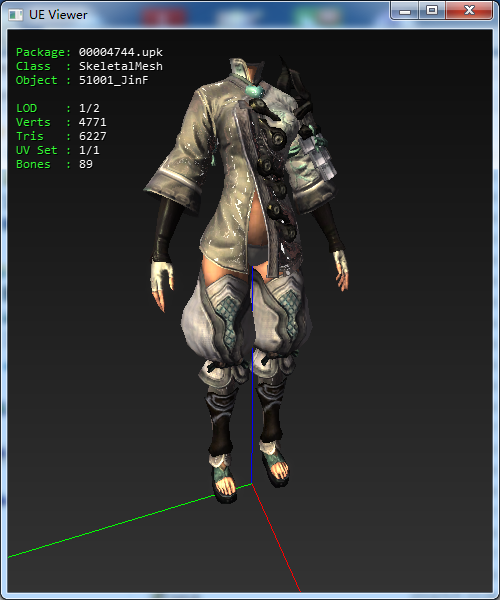 UE Viewer
Package: 00004744.upk
Class : SkeletalMesh
Object : 51001_JinF
LOD : 1/2
Verts : 4771
Tris : 6227
UV Set : 1/1
Bones : 89